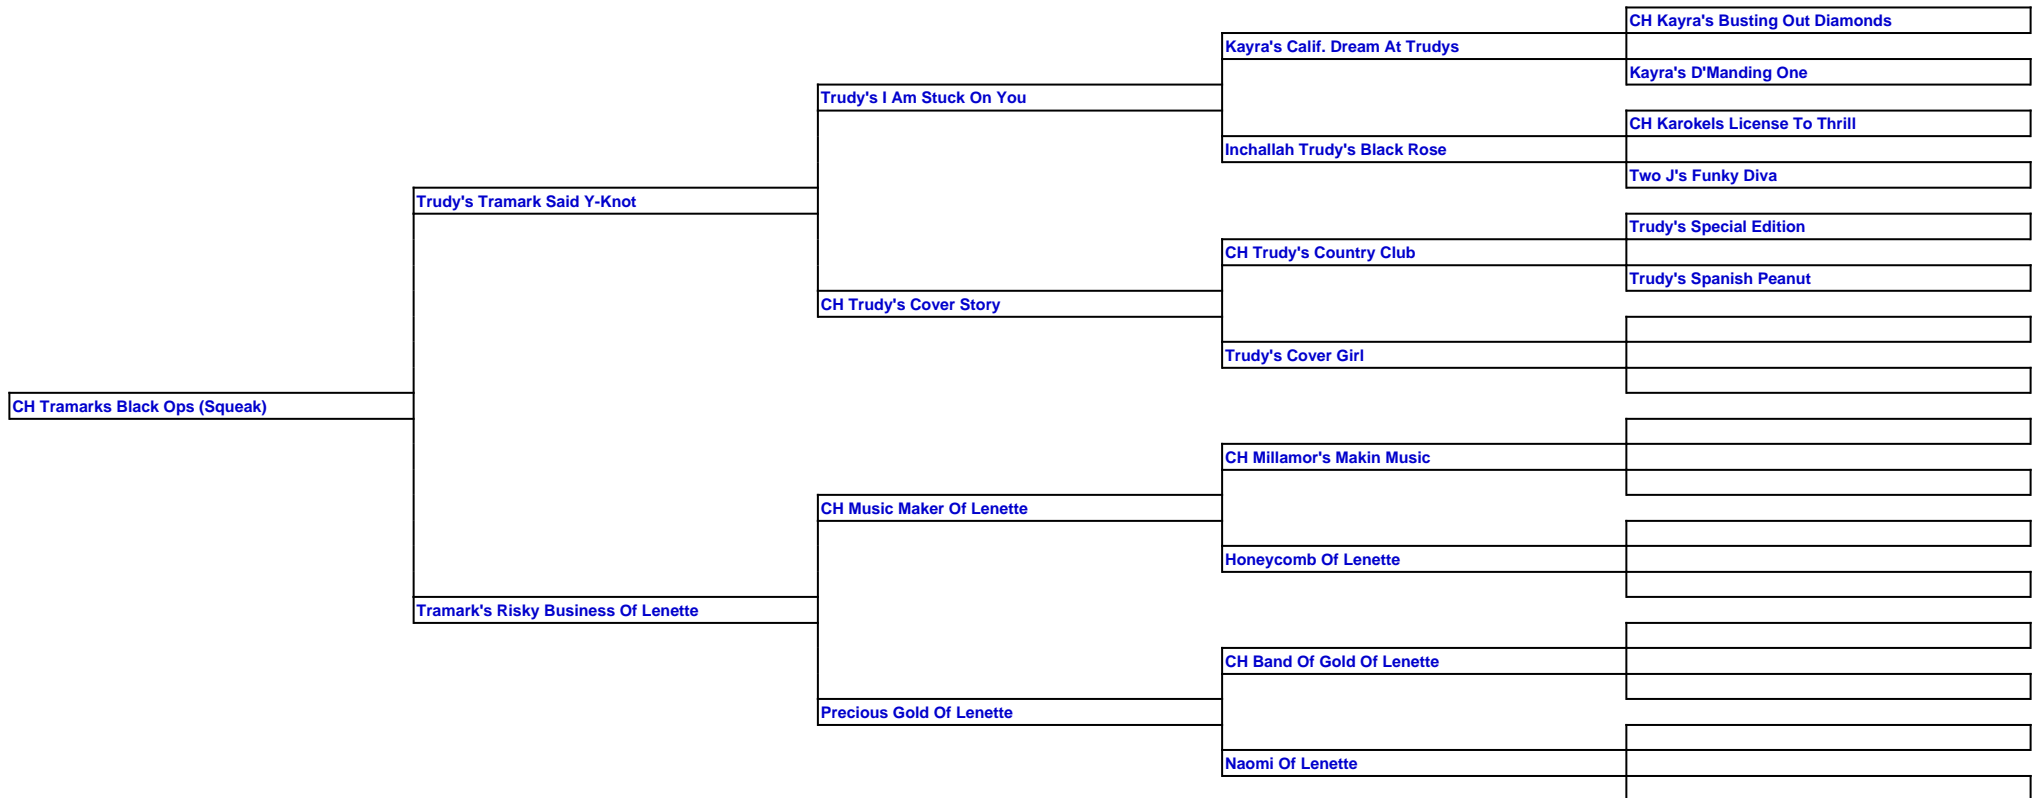 CH Kayra's Busting Out Diamonds
Kayra's Calif. Dream At Trudys
Kayra's D'Manding One
Trudy's I Am Stuck On You
CH Karokels License To Thrill
Inchallah Trudy's Black Rose
Two J's Funky Diva
Trudy's Tramark Said Y-Knot
Trudy's Special Edition
CH Trudy's Country Club
Trudy's Spanish Peanut
CH Trudy's Cover Story
Trudy's Cover Girl
CH Tramarks Black Ops (Squeak)
CH Millamor's Makin Music
CH Music Maker Of Lenette
Honeycomb Of Lenette
Tramark's Risky Business Of Lenette
CH Band Of Gold Of Lenette
Precious Gold Of Lenette
Naomi Of Lenette